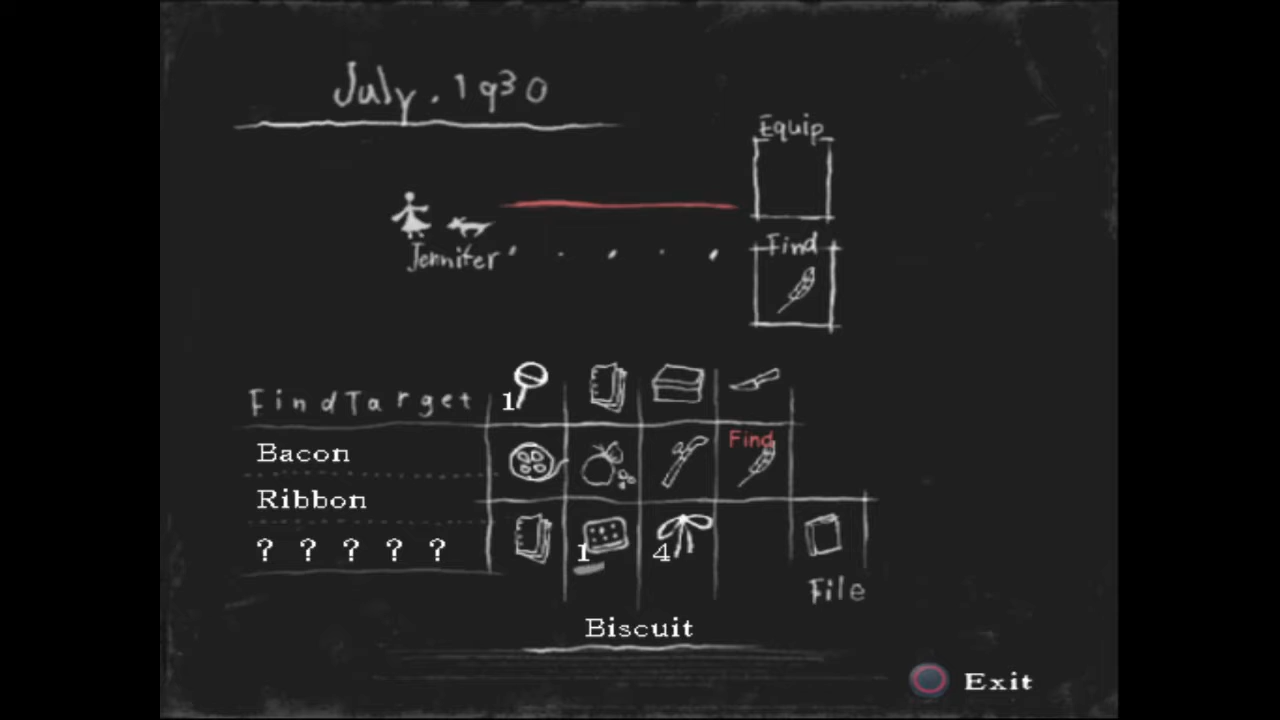 July. 1930
Equip
Jennifer
Find
FindTarget
1
Bacon
Find
Ribbon
? ? ? ? ?
1
4
File
Biscuit
Exit